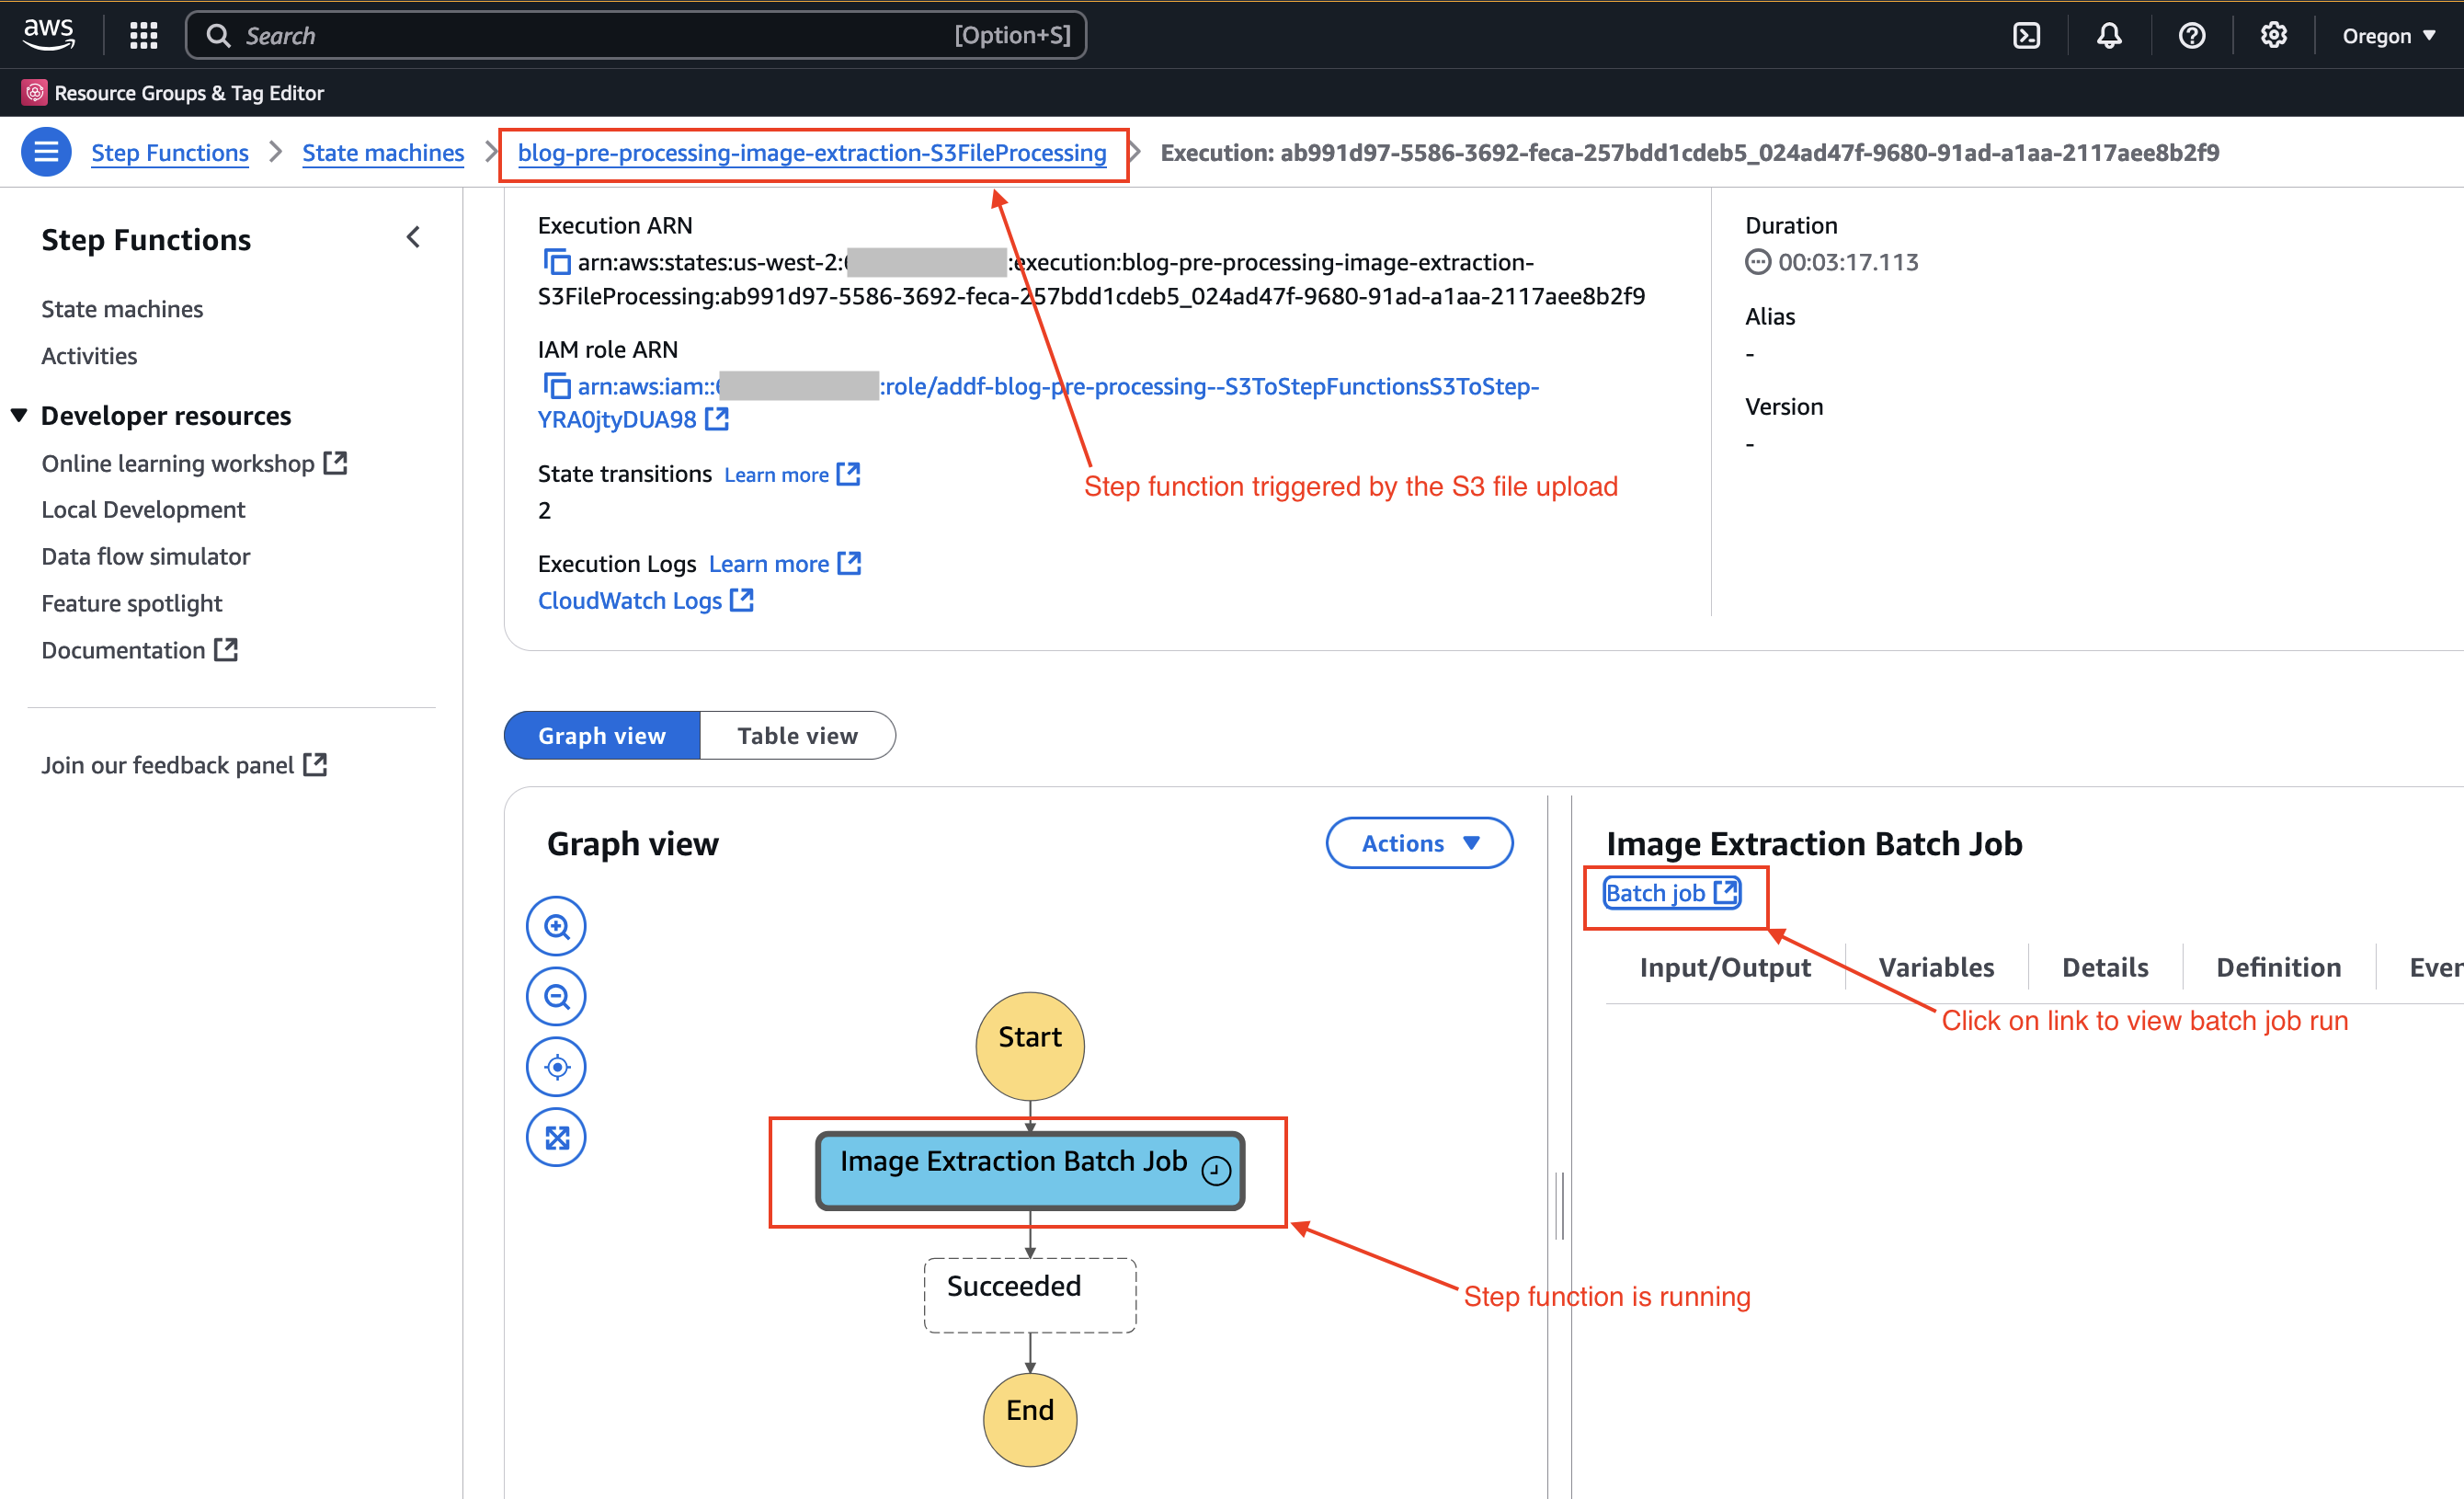 aws
Search
[Option+S]
Oregon
Resource Groups & Tag Editor
Step Functions
State machines
blog-pre-processing-image-extraction-S3FileProcessing
Execution: ab991d97-5586-3692-feca-257bdd1cdeb5_024ad47f-9680-91ad-a1aa-2117aee8b2f9
Step Functions
State machines
Activities
Developer resources
Online learning workshop
Local Development
Data flow simulator
Feature spotlight
Documentation
Join our feedback panel
Execution ARN
arn:aws:states:us-west-2: :execution:blog-pre-processing-image-extraction-
S3FileProcessing:ab991d97-5586-3692-feca-257bdd1cdeb5_024ad47f-9680-91ad-a1aa-2117aee8b2f9
IAM role ARN
arn:aws:iam:: :role/addf-blog-pre-processing--S3ToStepFunctionsS3ToStep-
YRA0jtyDUA98
State transitions Learn more
2
Execution Logs Learn more
CloudWatch Logs
Duration
00:03:17.113
Alias
-
Version
-
Step function triggered by the S3 file upload
Graph view
Table view
Graph view
Actions
Start
Image Extraction Batch Job
Succeeded
End
Step function is running
Image Extraction Batch Job
Batch job
Input/Output
Variables
Details
Definition
Click on link to view batch job run